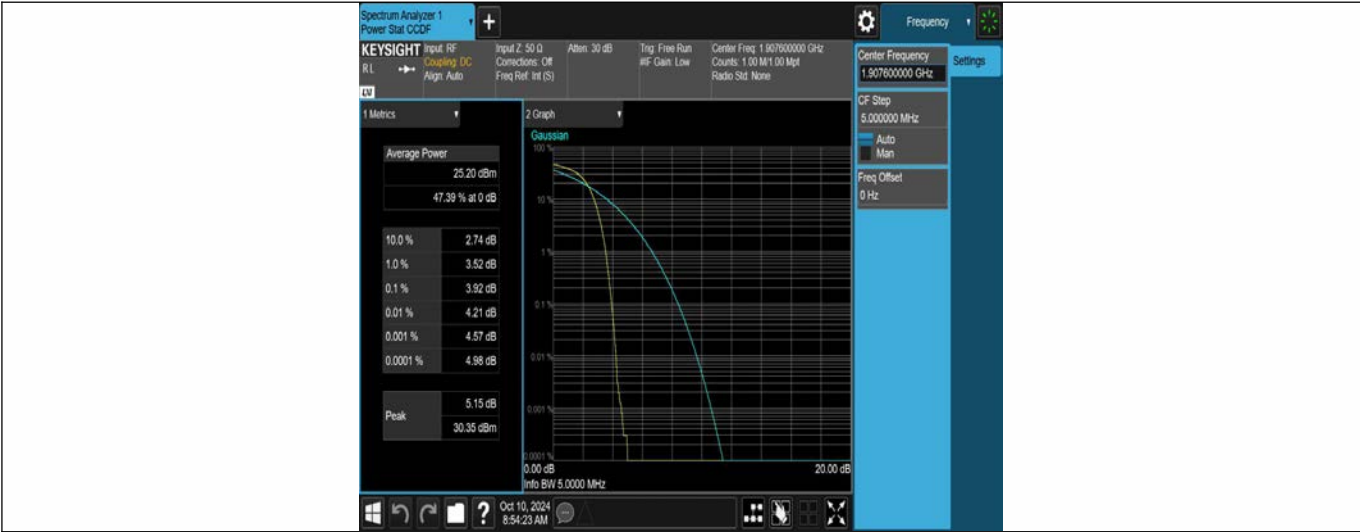 Spectrum Analyzer 1
Power Stat CCDF
+
Frequency
KEYSIGHT
RL
Input: RF
Coupling: DC
Align: Auto
Input Z: 50 Ω
Corrections: Off
Freq Ref: Int (S)
Atten: 30 dB
Trig: Free Run
#IF Gain: Low
Center Freq: 1.907600000 GHz
Counts: 1.00 M/1.00 Mpt
Radio Std: None
Center Frequency
1.907600000 GHz
Settings
CF Step
5.000000 MHz
Auto
Man
Freq Offset
0 Hz
1 Metrics
Average Power
25.20 dBm
47.39 % at 0 dB
10.0 % 2.74 dB
1.0 % 3.52 dB
0.1 % 3.92 dB
0.01 % 4.21 dB
0.001 % 4.57 dB
0.0001 % 4.98 dB
Peak
5.15 dB
30.35 dBm
2 Graph
Gaussian
100 %
10 %
1 %
0.1 %
0.01 %
0.001 %
0.0001 %
0.00 dB 20.00 dB
Info BW 5.0000 MHz
?
Oct 10, 2024
8:54:23 AM